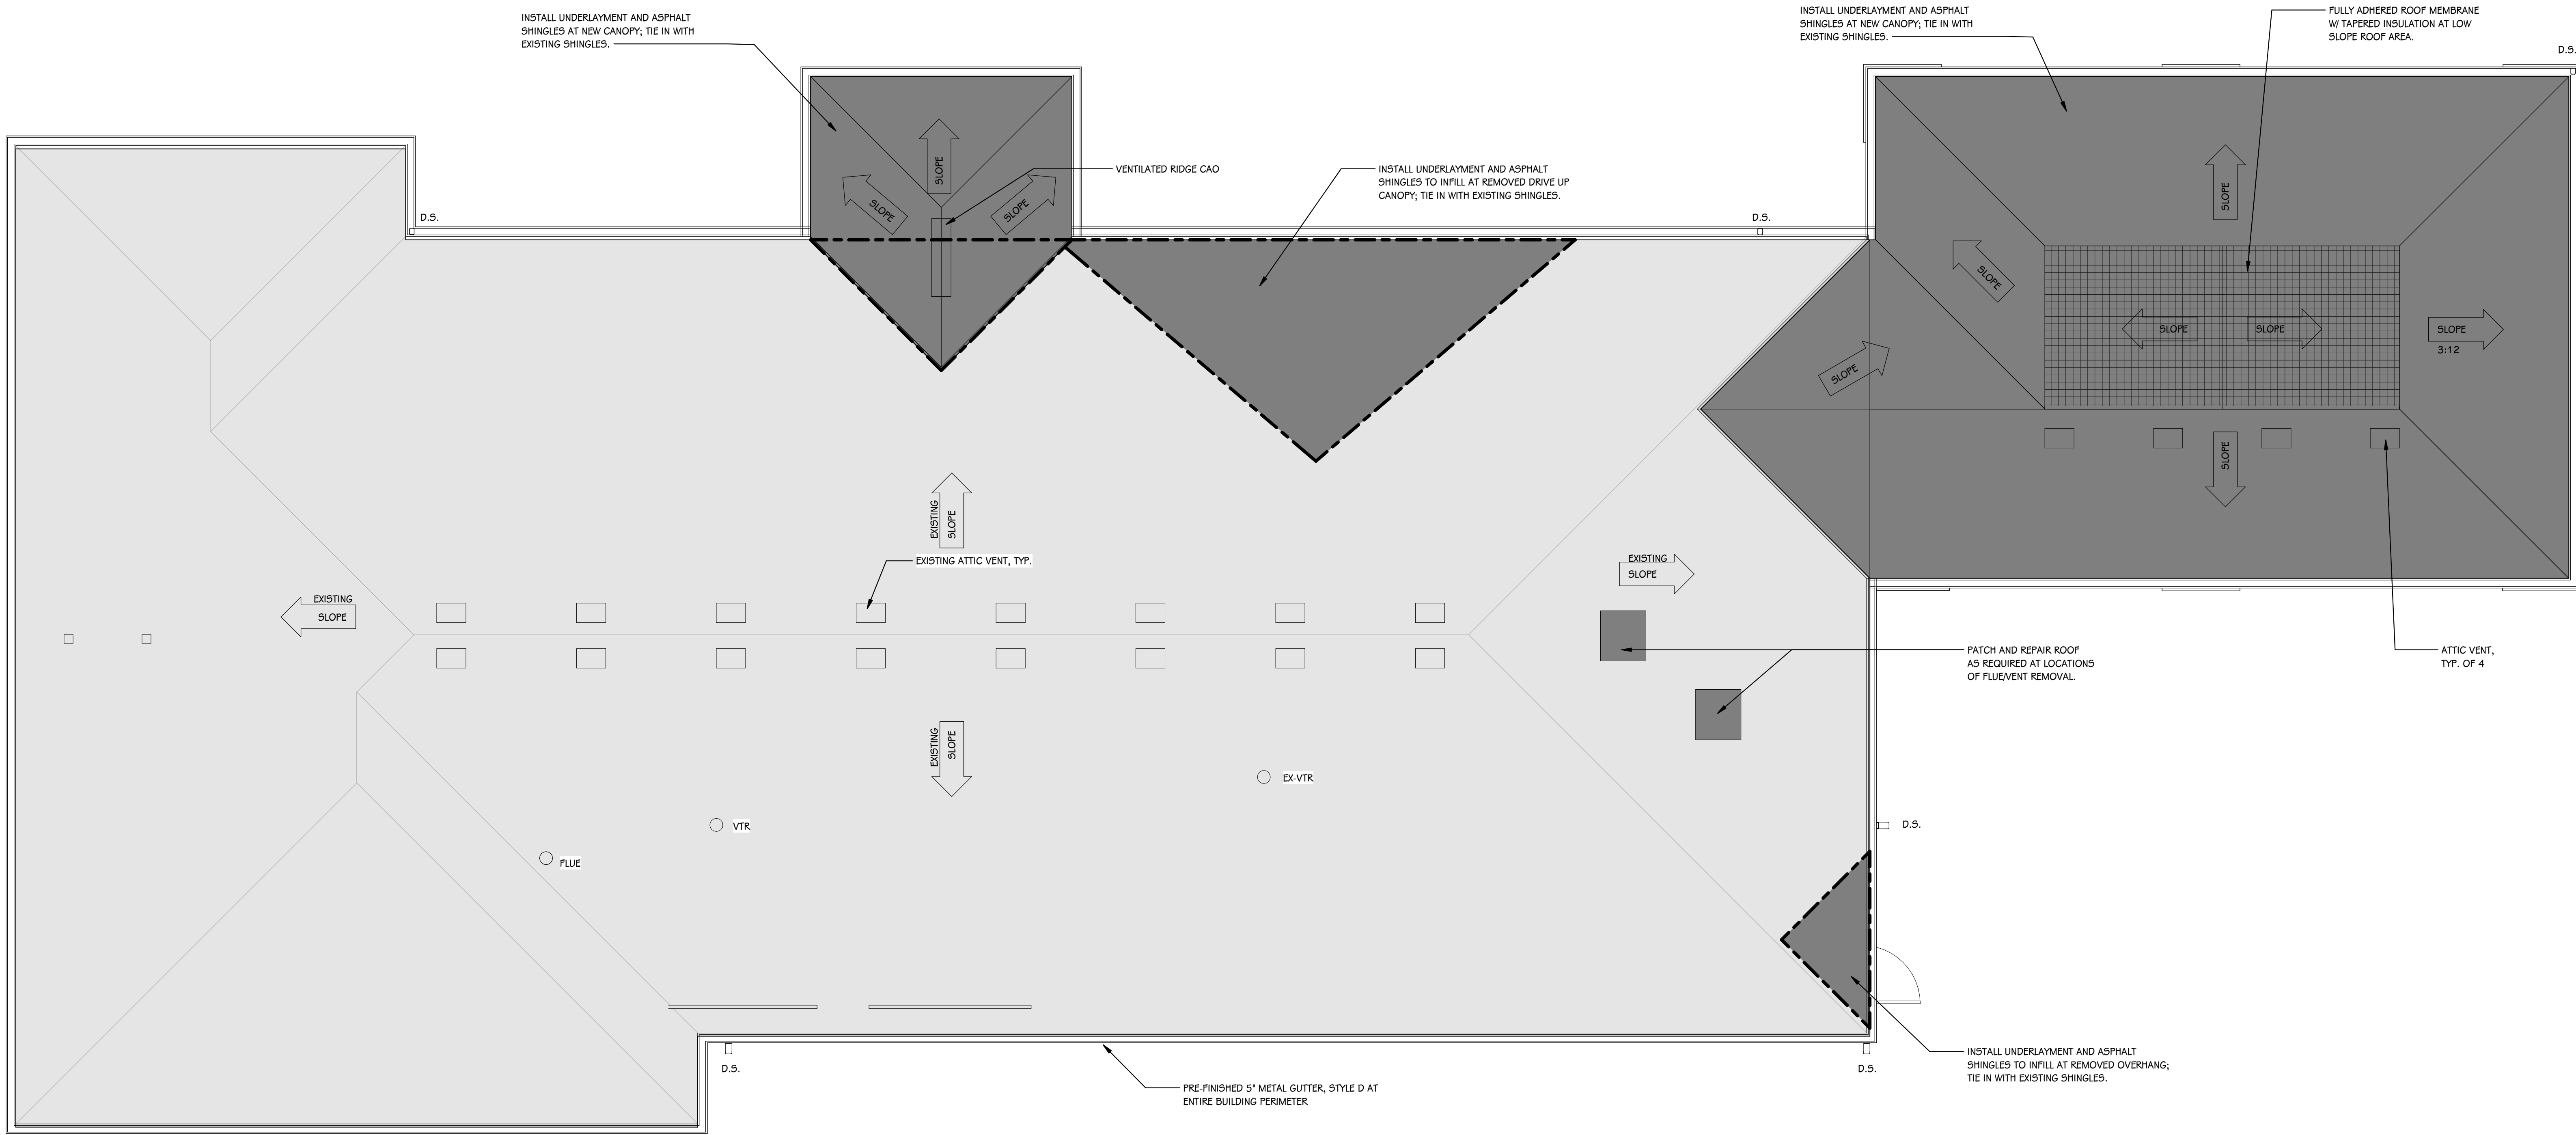 INSTALL UNDERLAYMENT AND ASPHALT
SHINGLES AT NEW CANOPY; TIE IN WITH
EXISTING SHINGLES.
INSTALL UNDERLAYMENT AND ASPHALT
SHINGLES AT NEW CANOPY; TIE IN WITH
EXISTING SHINGLES.
FULLY ADHERED ROOF MEMBRANE
W/ TAPERED INSULATION AT LOW
SLOPE ROOF AREA.
D.S.
VENTILATED RIDGE CAO
INSTALL UNDERLAYMENT AND ASPHALT
SHINGLES TO INFILL AT REMOVED DRIVE UP
CANOPY; TIE IN WITH EXISTING SHINGLES.
SLOPE
SLOPE
SLOPE
SLOPE
D.S.
D.S.
SLOPE
SLOPE
SLOPE
SLOPE
3:12
SLOPE
SLOPE
EXISTING
SLOPE
EXISTING ATTIC VENT, TYP.
EXISTING
SLOPE
EXISTING
SLOPE
PATCH AND REPAIR ROOF
AS REQUIRED AT LOCATIONS
OF FLUE/VENT REMOVAL.
ATTIC VENT,
TYP. OF 4
EXISTING
SLOPE
EX-VTR
VTR
FLUE
D.S.
INSTALL UNDERLAYMENT AND ASPHALT
SHINGLES TO INFILL AT REMOVED OVERHANG;
TIE IN WITH EXISTING SHINGLES.
D.S.
D.S.
PRE-FINISHED 5" METAL GUTTER, STYLE D AT
ENTIRE BUILDING PERIMETER